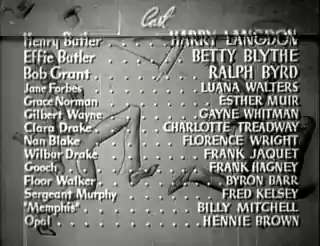 Cast
Henry Butler . . . . . HARRY LANGDON
Effie Butler . . . . . BETTY BLYTHE
Bob Grant . . . . . RALPH BYRD
Jane Forbes . . . . . LUANA WALTERS
Grace Norman . . . . . ESTHER MUIR
Gilbert Wayne . . . . . GAYNE WHITMAN
Clara Drake . . . . . CHARLOTTE TREADWAY
Nan Blake . . . . . FLORENCE WRIGHT
Wilbur Drake . . . . . FRANK JAQUET
Gooch . . . . . FRANK HAGNEY
Floor Walker . . . . . BYRON BARR
Sergeant Murphy . . . . . FRED KELSEY
"Memphis" . . . . . BILLY MITCHELL
Opal . . . . . HENNIE BROWN